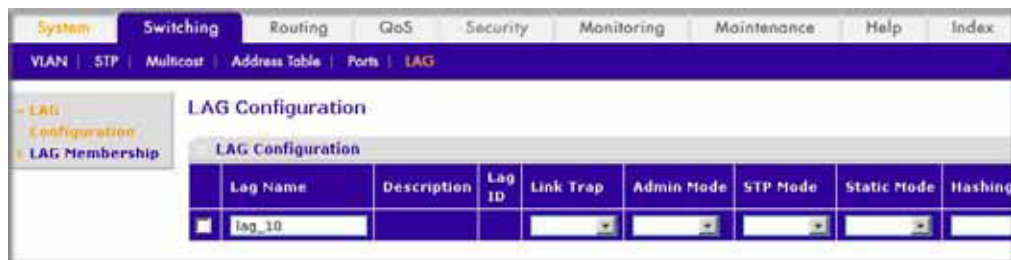 System Switching Routing QoS Security Monitoring Maintenance Help Index
VLAN STP Multicast Address Table Ports LAG
LAG Configuration
LAG Membership
LAG Configuration
LAG Configuration
Lag Name Description Lag ID Link Trap Admin Mode STP Mode Static Mode Hashing
lag_10